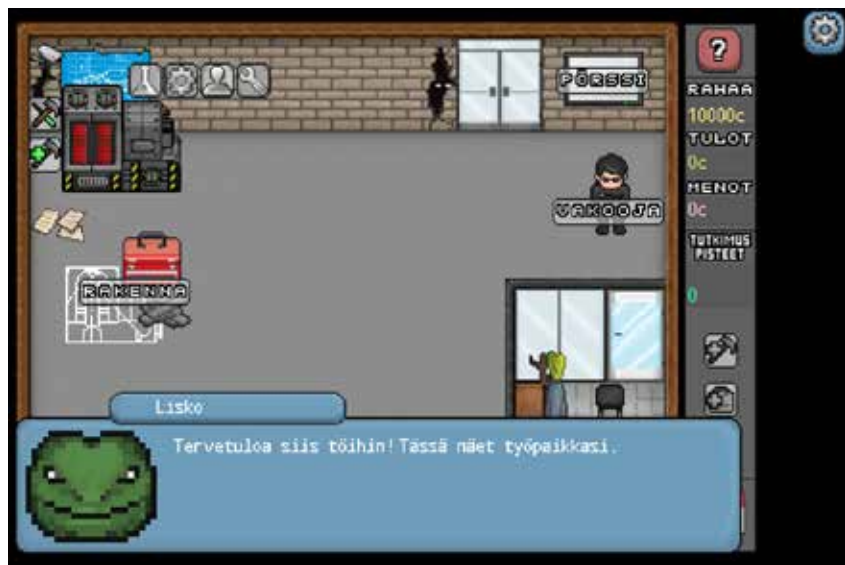 ?
PÖRSSI
RAHAA
10000c
TULOT
0c
MENOT
0c
VAKOOJA
TUTKIMUS
PISTEET
0
RAKENNA
Lisko
Tervetuloa siis töihin! Tässä näet työpaikkasi.